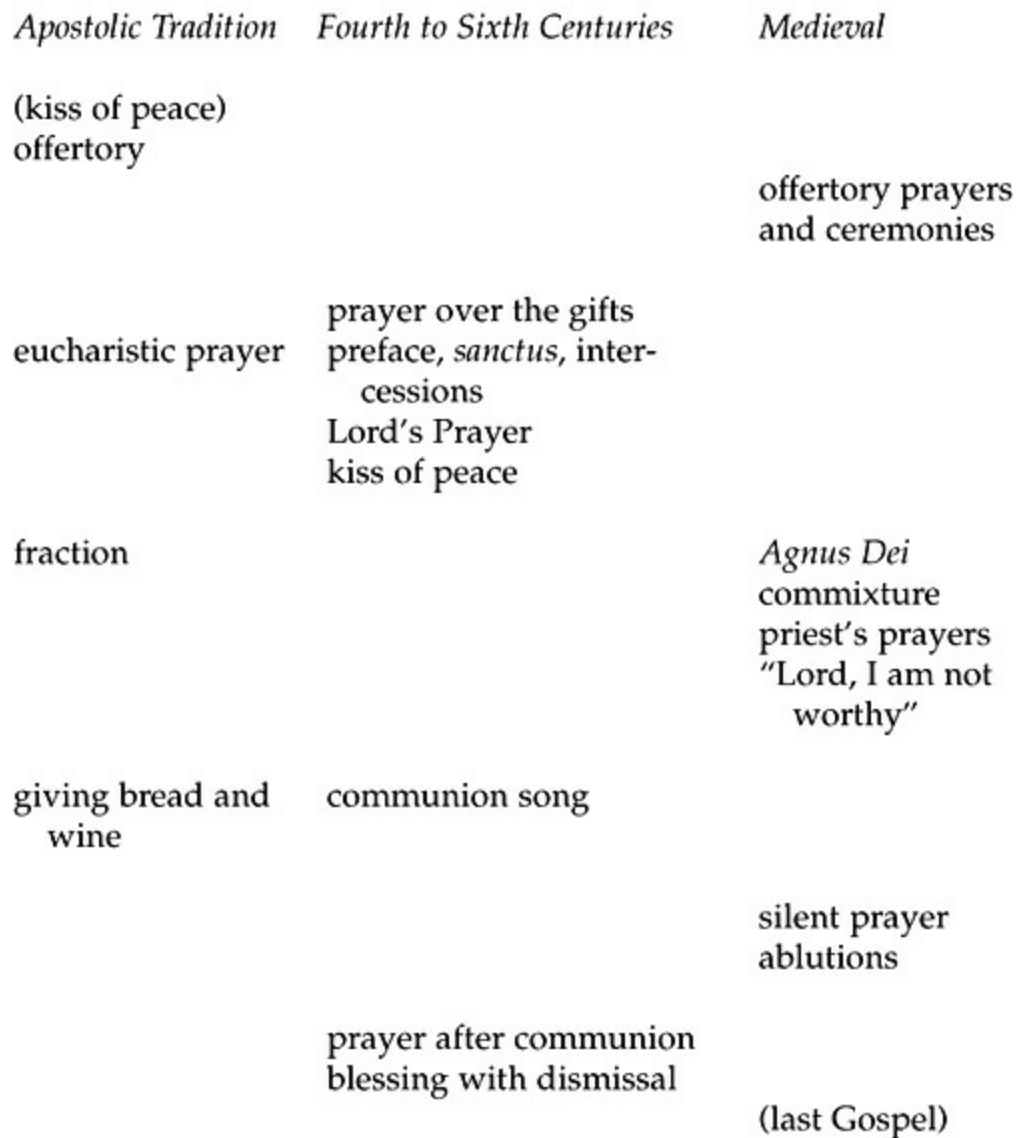 Apostolic Tradition Fourth to Sixth Centuries Medieval
(kiss of peace)
offertory
offertory prayers
and ceremonies
prayer over the gifts
eucharistic prayer preface, sanctus, inter-
cessions
Lord's Prayer
kiss of peace
fraction Agnus Dei
commixture
priest's prayers
"Lord, I am not
worthy"
giving bread and communion song
wine
silent prayer
ablutions
prayer after communion
blessing with dismissal
(last Gospel)